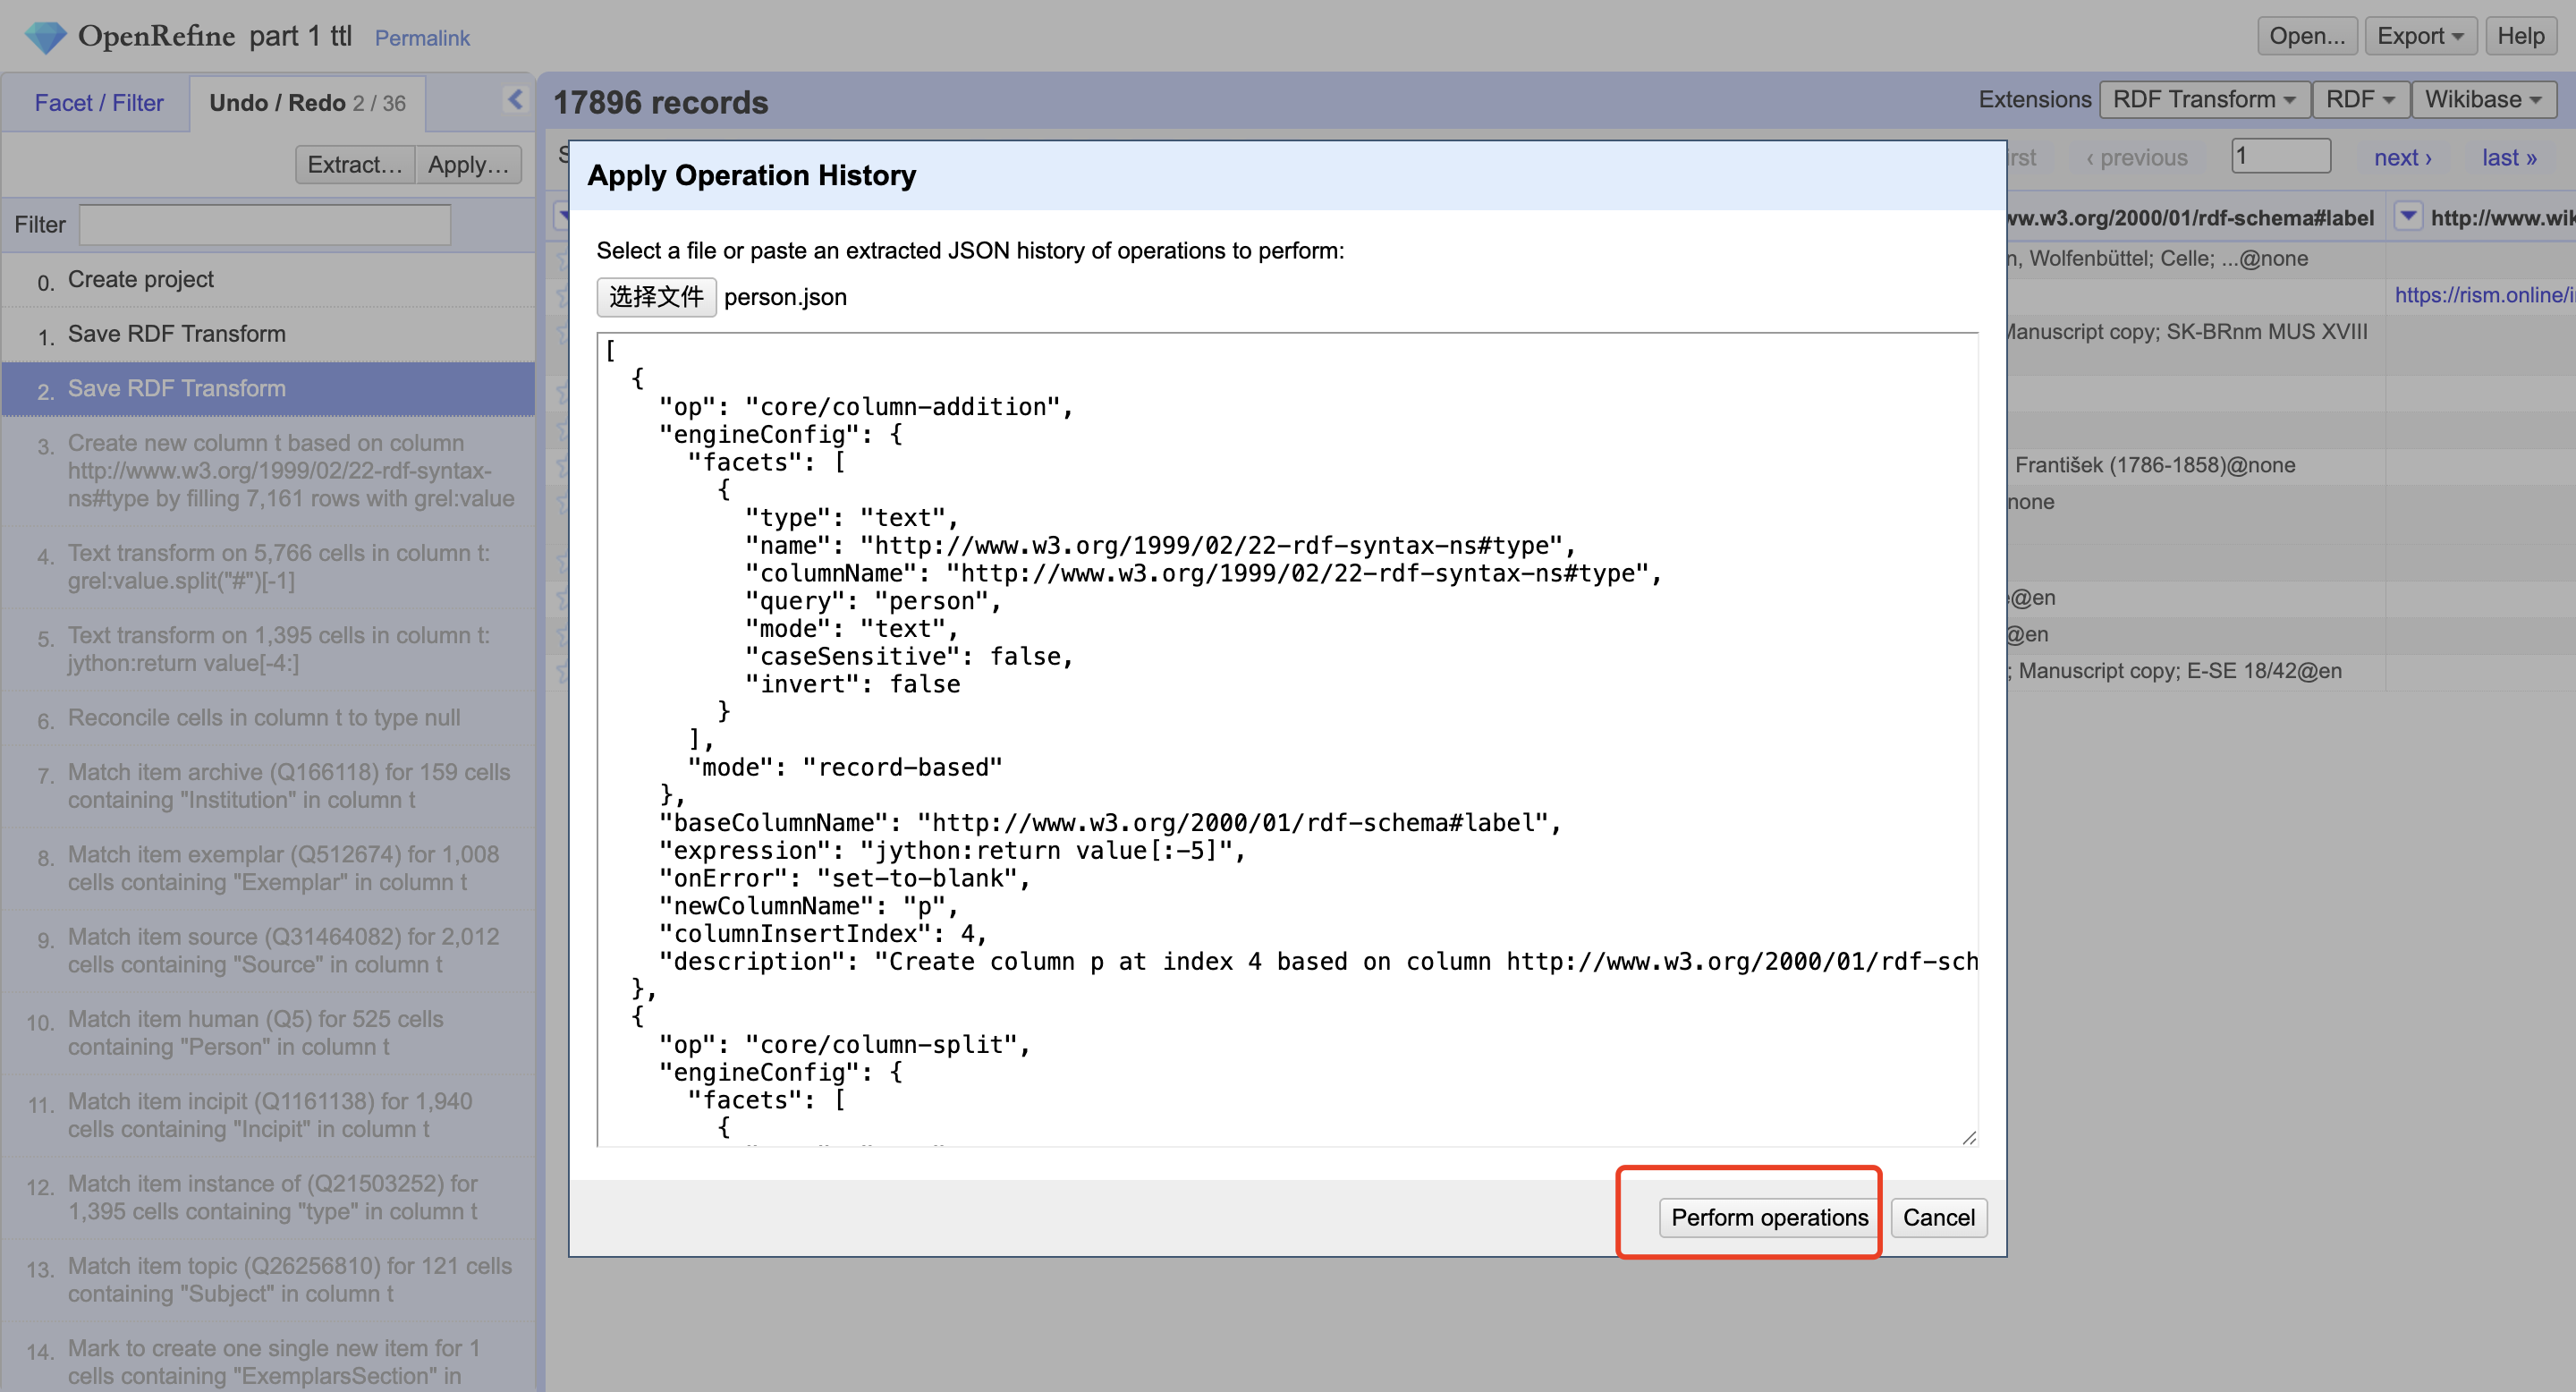 OpenRefine part 1 ttl Permalink
Open... Export Help
Facet / Filter Undo / Redo 2 / 36
17896 records
Extensions RDF Transform RDF Wikibase
Extract... Apply...
‹ previous 1 next › last »
Filter
0. Create project
1. Save RDF Transform
2. Save RDF Transform
3. Create new column t based on column
http://www.w3.org/1999/02/22-rdf-syntax-
ns#type by filling 7,161 rows with grel:value
4. Text transform on 5,766 cells in column t:
grel:value.split("#")[-1]
5. Text transform on 1,395 cells in column t:
jython:return value[-4:]
6. Reconcile cells in column t to type null
7. Match item archive (Q166118) for 159 cells
containing "Institution" in column t
8. Match item exemplar (Q512674) for 1,008
cells containing "Exemplar" in column t
9. Match item source (Q31464082) for 2,012
cells containing "Source" in column t
10. Match item human (Q5) for 525 cells
containing "Person" in column t
11. Match item incipit (Q1161138) for 1,940
cells containing "Incipit" in column t
12. Match item instance of (Q21503252) for
1,395 cells containing "type" in column t
13. Match item topic (Q26256810) for 121 cells
containing "Subject" in column t
14. Mark to create one single new item for 1
cells containing "ExemplarsSection" in
Apply Operation History
Select a file or paste an extracted JSON history of operations to perform:
选择文件 person.json
[
{
"op": "core/column-addition",
"engineConfig": {
"facets": [
{
"type": "text",
"name": "http://www.w3.org/1999/02/22-rdf-syntax-ns#type",
"columnName": "http://www.w3.org/1999/02/22-rdf-syntax-ns#type",
"query": "person",
"mode": "text",
"caseSensitive": false,
"invert": false
}
],
"mode": "record-based"
},
"baseColumnName": "http://www.w3.org/2000/01/rdf-schema#label",
"expression": "jython:return value[:-5]",
"onError": "set-to-blank",
"newColumnName": "p",
"columnInsertIndex": 4,
"description": "Create column p at index 4 based on column http://www.w3.org/2000/01/rdf-sch
},
{
"op": "core/column-split",
"engineConfig": {
"facets": [
{
Perform operations Cancel
w.w3.org/2000/01/rdf-schema#label http://www.wik
n, Wolfenbüttel; Celle; ...@none
https://rism.online/i
Manuscript copy; SK-BRnm MUS XVIII
František (1786-1858)@none
none
@en
@en
; Manuscript copy; E-SE 18/42@en